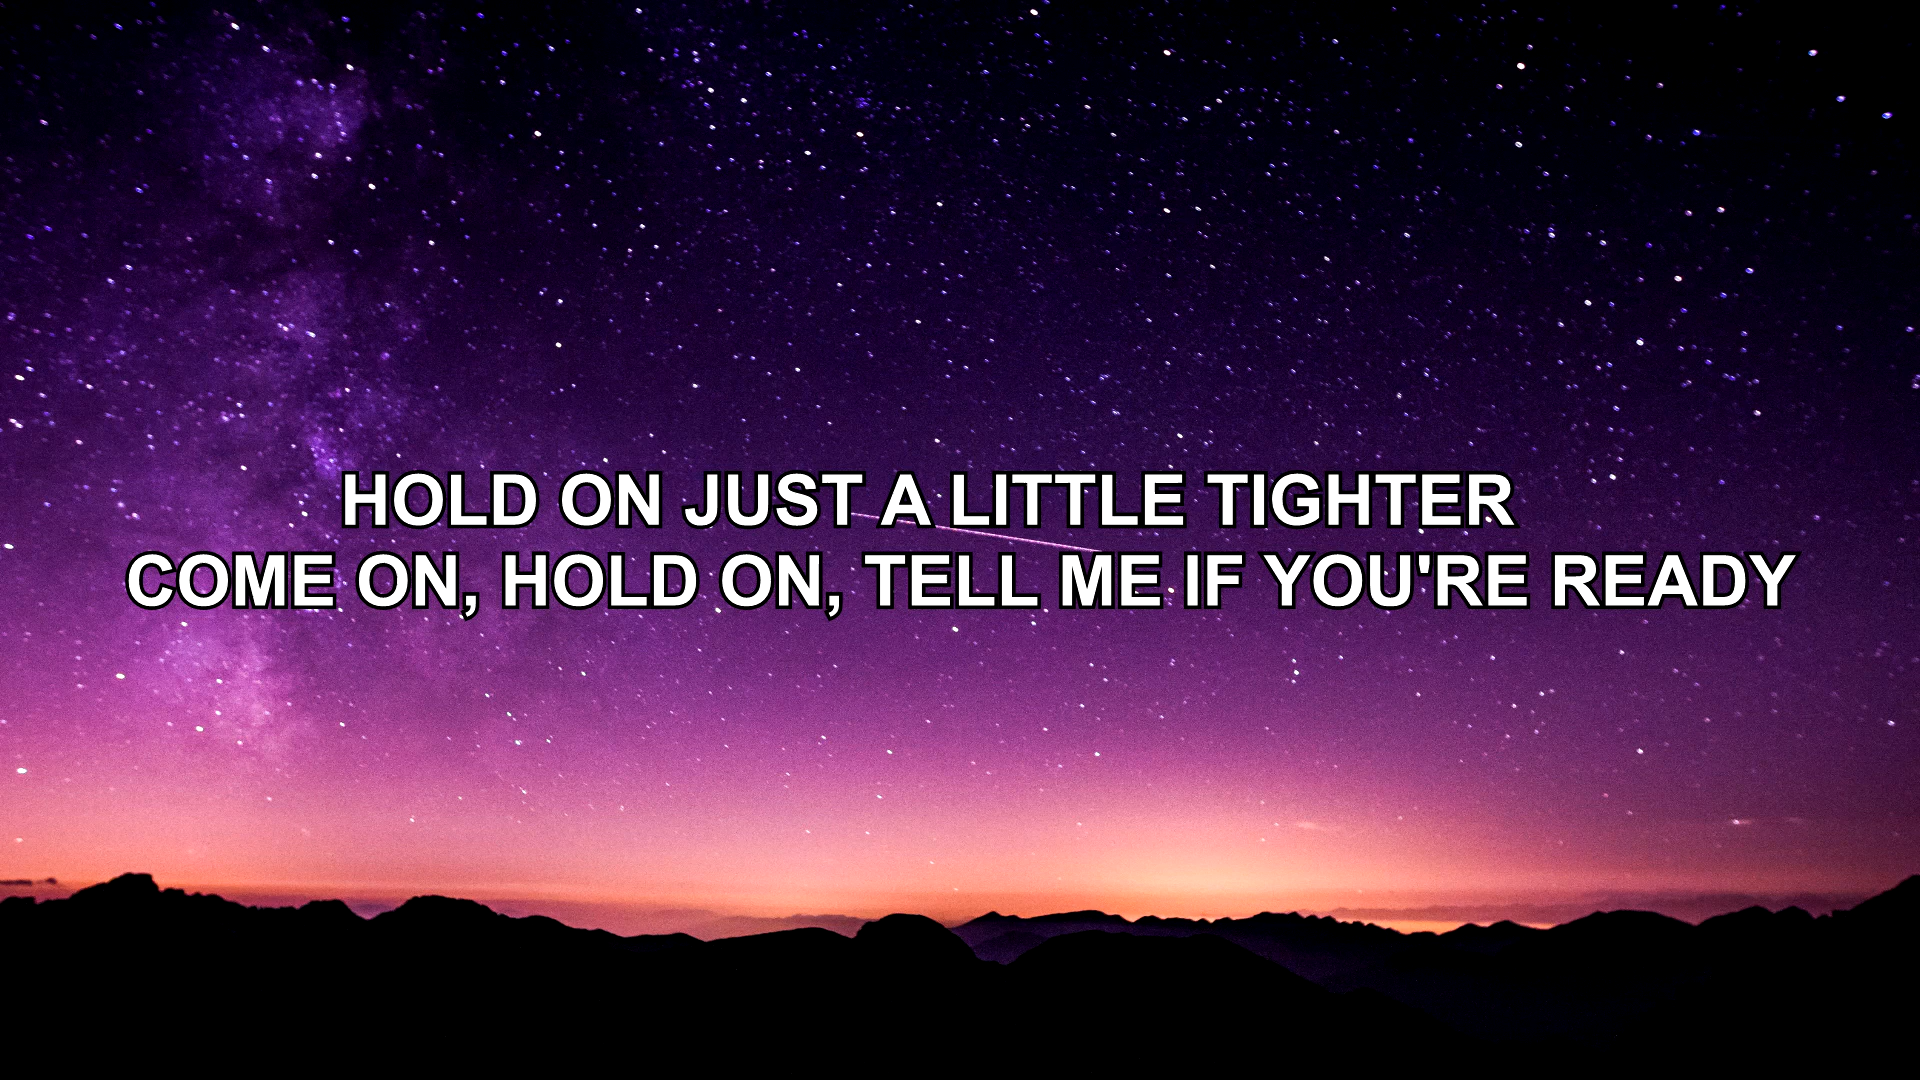 HOLD ON JUST A LITTLE TIGHTER
COME ON, HOLD ON, TELL ME IF YOU'RE READY